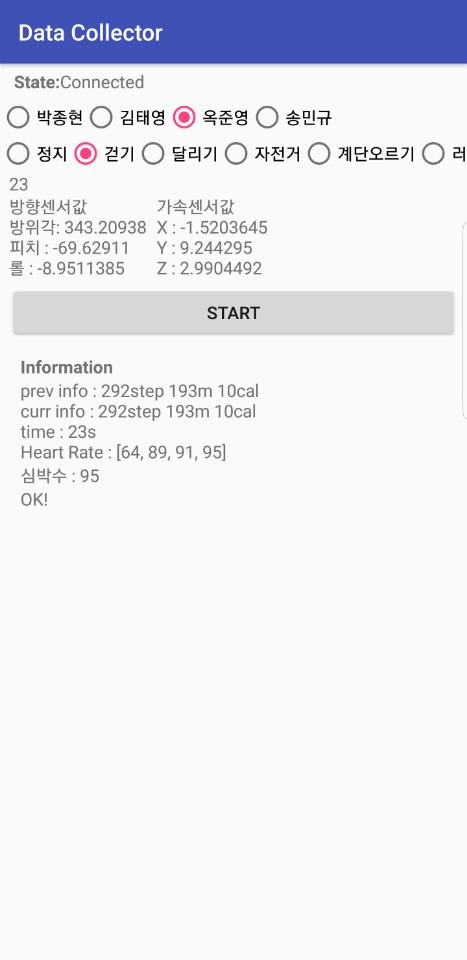 Data Collector
State:Connected
박종현 김태영 옥준영 송민규
정지 걷기 달리기 자전거 계단오르기 러
23
방향센서값 가속센서값
방위각: 343.20938 X : -1.5203645
피치 : -69.62911 Y : 9.244295
롤 : -8.9511385 Z : 2.9904492
START
Information
prev info : 292step 193m 10cal
curr info : 292step 193m 10cal
time : 23s
Heart Rate : [64, 89, 91, 95]
심박수 : 95
OK!